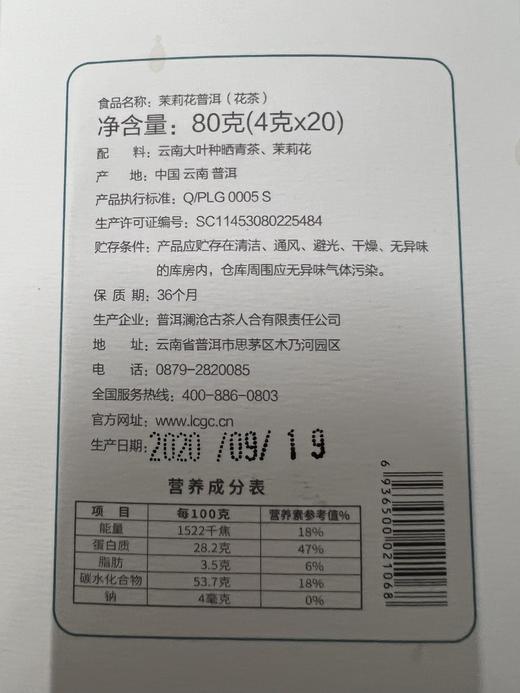 食品名称：茉莉花普洱（花茶）
净含量：80克(4克x20)
配 料：云南大叶种晒青茶、茉莉花
产 地：中国 云南 普洱
产品执行标准：Q/PLG 0005 S
生产许可证编号：SC11453080225484
贮存条件：产品应贮存在清洁、通风、避光、干燥、无异味
的库房内，仓库周围应无异味气体污染。
保 质 期：36个月
生产企业：普洱澜沧古茶人合有限责任公司
地 址：云南省普洱市思茅区木乃河园区
电 话：0879-2820085
全国服务热线：400-886-0803
官方网址：www.lcgc.cn
生产日期：2020/09/19
营养成分表
项 目 每100克 营养素参考值%
能量 1522千焦 18%
蛋白质 28.2克 47%
脂肪 3.5克 6%
碳水化合物 53.7克 18%
钠 4毫克 0%
6936500021068